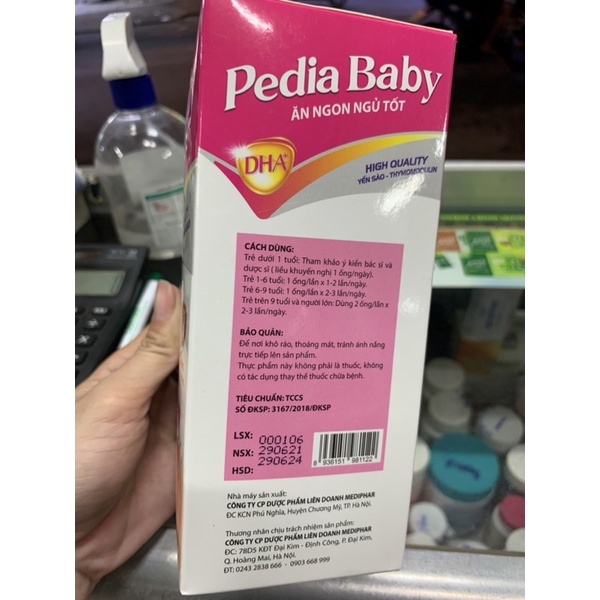 Pedia Baby
ĂN NGON NGỦ TỐT
DHA+
HIGH QUALITY
YẾN SÀO - THYMOMODULIN
CÁCH DÙNG:
Trẻ dưới 1 tuổi: Tham khảo ý kiến bác sĩ và
dược sĩ ( liều khuyến nghị 1 ống/ngày).
Trẻ 1-6 tuổi: 1 ống/lần x 1-2 lần/ngày.
Trẻ 6-9 tuổi: 1 ống/lần x 2-3 lần/ngày.
Trẻ trên 9 tuổi và người lớn: Dùng 2 ống/lần x
2-3 lần/ngày.
BẢO QUẢN:
Để nơi khô ráo, thoáng mát, tránh ánh nắng
trực tiếp lên sản phẩm.
Thực phẩm này không phải là thuốc, không
có tác dụng thay thế thuốc chữa bệnh.
TIÊU CHUẨN: TCCS
SỐ ĐKSP: 3167/2018/ĐKSP
LSX: 000106
NSX: 290621
HSD: 290624
8 936151 981122
Nhà máy sản xuất:
CÔNG TY CP DƯỢC PHẨM LIÊN DOANH MEDIPHAR
ĐC KCN Phú Nghĩa, Huyện Chương Mỹ, TP. Hà Nội.
Thương nhân chịu trách nhiệm sản phẩm:
CÔNG TY CP DƯỢC PHẨM LIÊN DOANH MEDIPHAR
ĐC: 78D5 KĐT Đại Kim - Định Công, P. Đại Kim,
Q. Hoàng Mai, Hà Nội.
ĐT: 0243 2838 666 - 0903 668 999